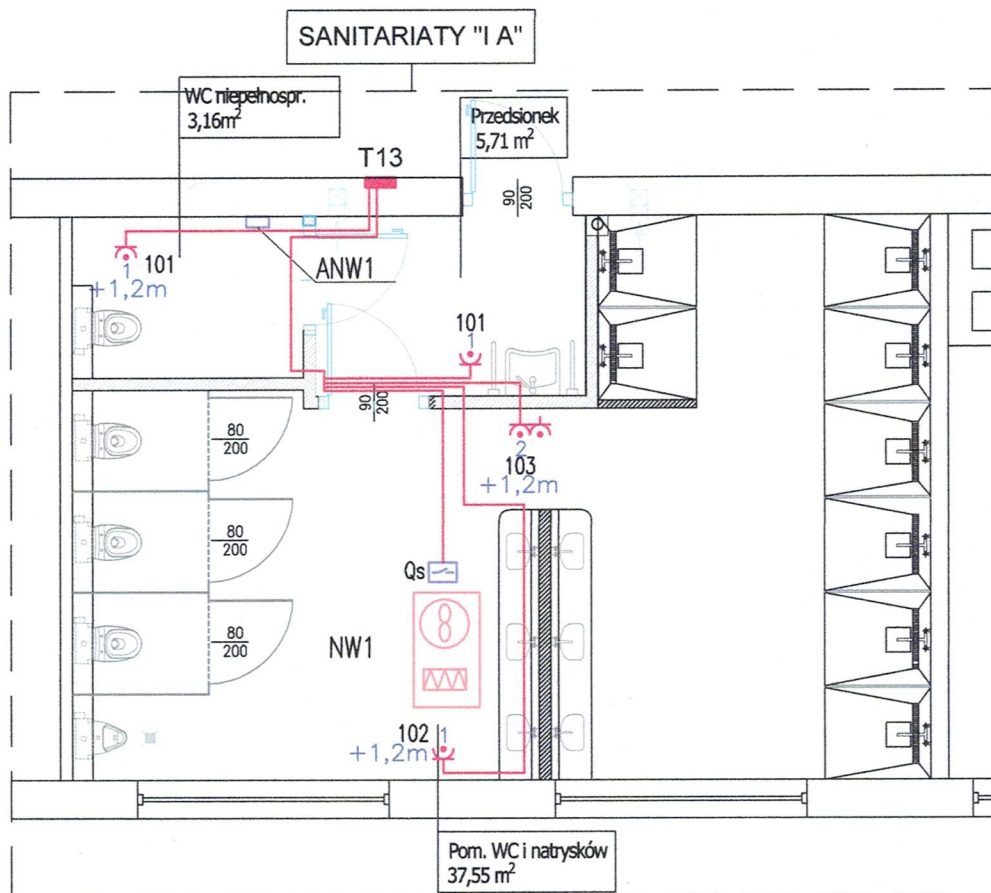 SANITARIATY "I A"
WC niepełnospr.
3,16m²
Przedsionek
5,71 m²
T13
90
200
ANW1
1 101
+1,2m
101
1
90
200
80
200
2
103
+1,2m
80
200
Qs
80
200
NW1
102 1
+1,2m
Pom. WC i natrysków
37,55 m²